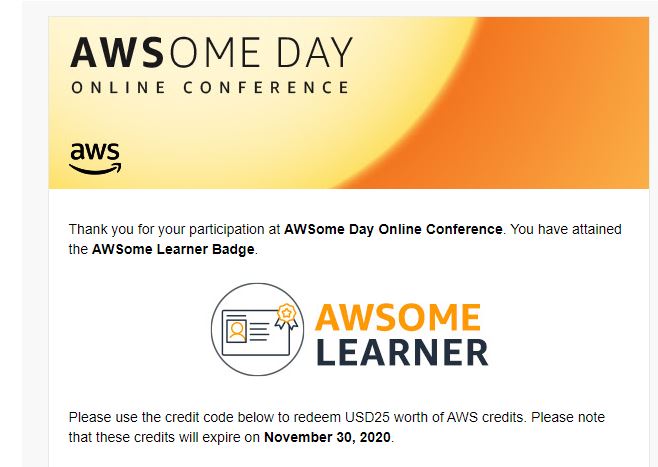 AWSOME DAY
ONLINE CONFERENCE
aws
Thank you for your participation at AWSome Day Online Conference. You have attained
the AWSome Learner Badge.
AWSOME
LEARNER
Please use the credit code below to redeem USD25 worth of AWS credits. Please note
that these credits will expire on November 30, 2020.